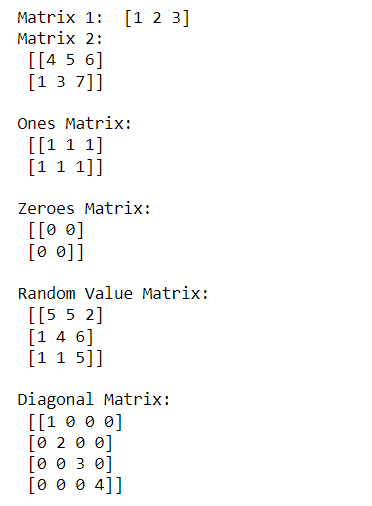 Matrix 1:  [1 2 3]
Matrix 2:
 [[4 5 6]
 [1 3 7]]

Ones Matrix:
 [[1 1 1]
 [1 1 1]]

Zeroes Matrix:
 [[0 0]
 [0 0]]

Random Value Matrix:
 [[5 5 2]
 [1 4 6]
 [1 1 5]]

Diagonal Matrix:
 [[1 0 0 0]
 [0 2 0 0]
 [0 0 3 0]
 [0 0 0 4]]